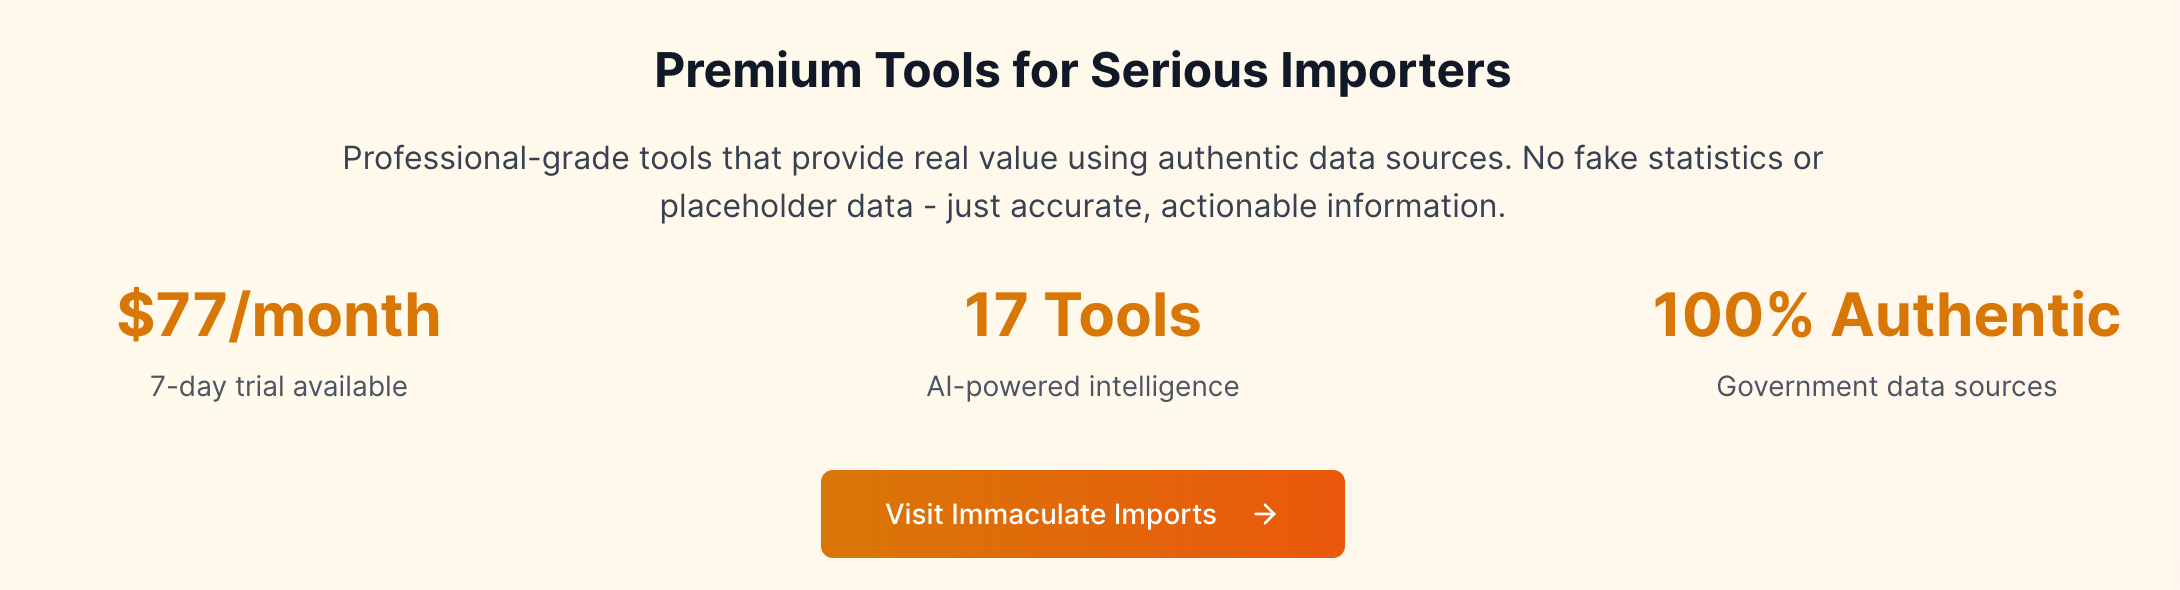 Premium Tools for Serious Importers
Professional-grade tools that provide real value using authentic data sources. No fake statistics or
placeholder data - just accurate, actionable information.
$77/month
7-day trial available
17 Tools
AI-powered intelligence
100% Authentic
Government data sources
Visit Immaculate Imports →